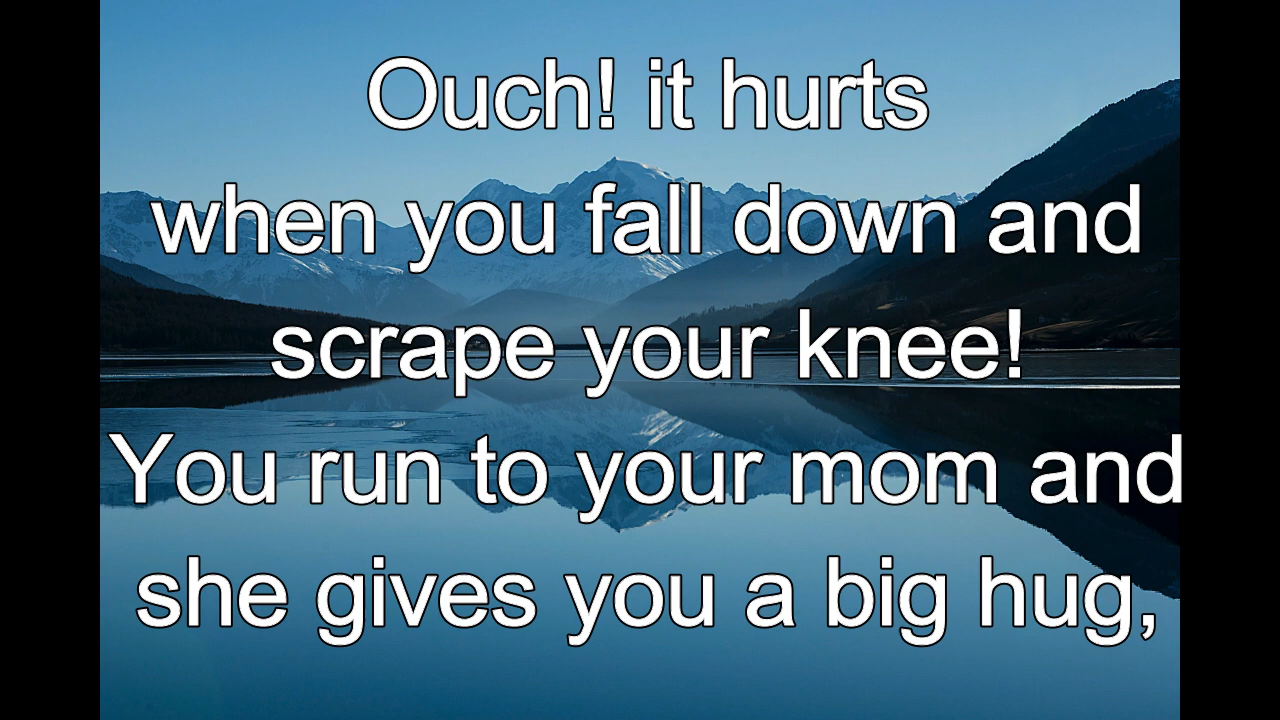 Ouch! it hurts
when you fall down and
scrape your knee!
You run to your mom and
she gives you a big hug,